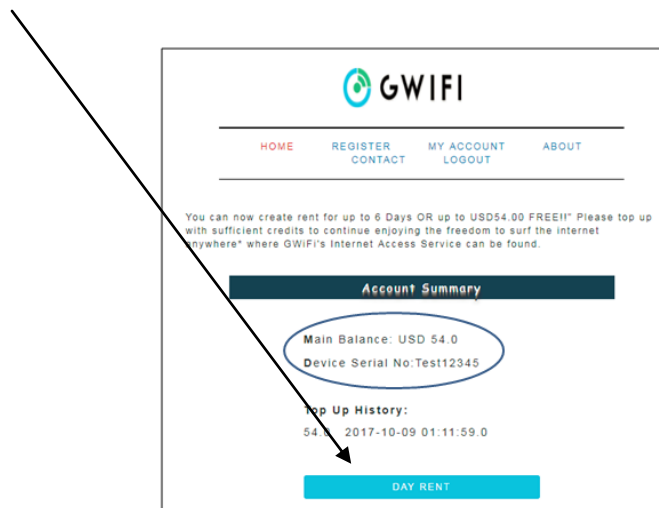 GWIFI
HOME REGISTER MY ACCOUNT ABOUT
CONTACT LOGOUT
You can now create rent for up to 6 Days OR up to USD54.00 FREE!!" Please top up
with sufficient credits to continue enjoying the freedom to surf the internet
anywhere* where GWiFi's Internet Access Service can be found.
Account Summary
Main Balance: USD 54.0
Device Serial No:Test12345
Top Up History:
54.0 2017-10-09 01:11:59.0
DAY RENT